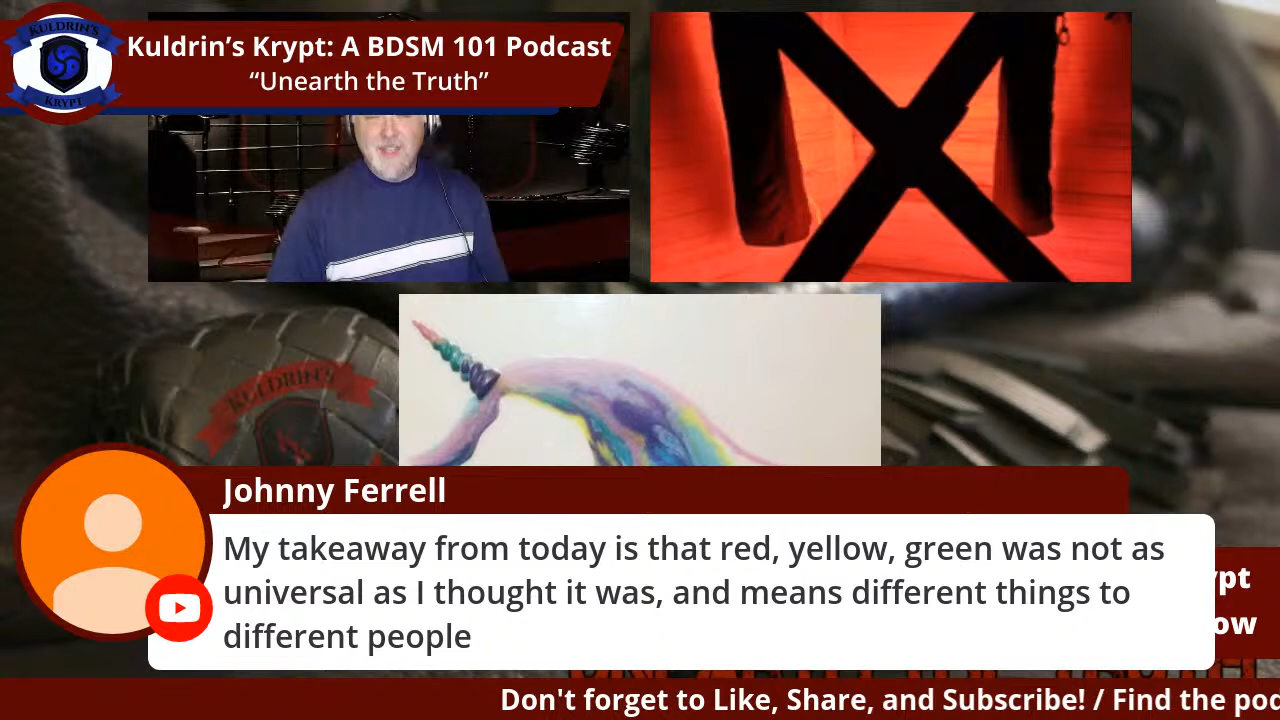 KULDRIN'S
KRYPT
Kuldrin's Krypt: A BDSM 101 Podcast
“Unearth the Truth”
KULDRIN'S
Johnny Ferrell
My takeaway from today is that red, yellow, green was not as
universal as I thought it was, and means different things to
different people
Don't forget to Like, Share, and Subscribe! / Find the